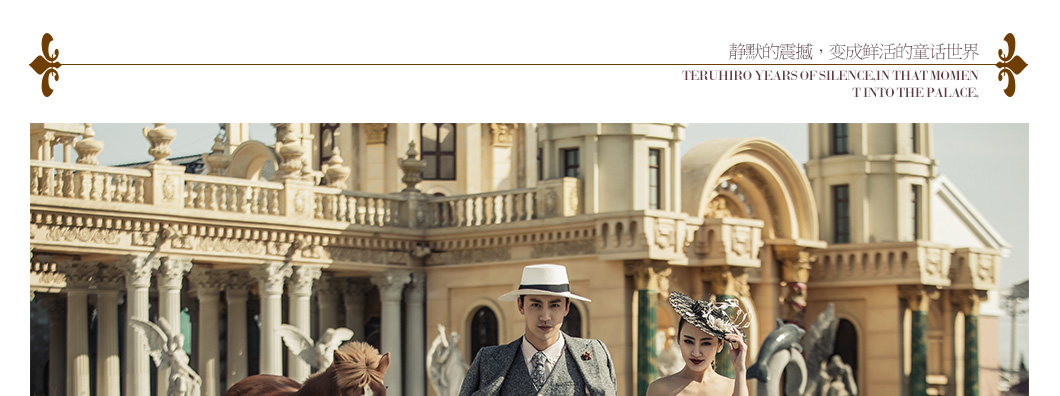 静默的震撼，变成鲜活的童话世界
TERUHIRO YEARS OF SILENCE,IN THAT MOMEN
T INTO THE PALACE.